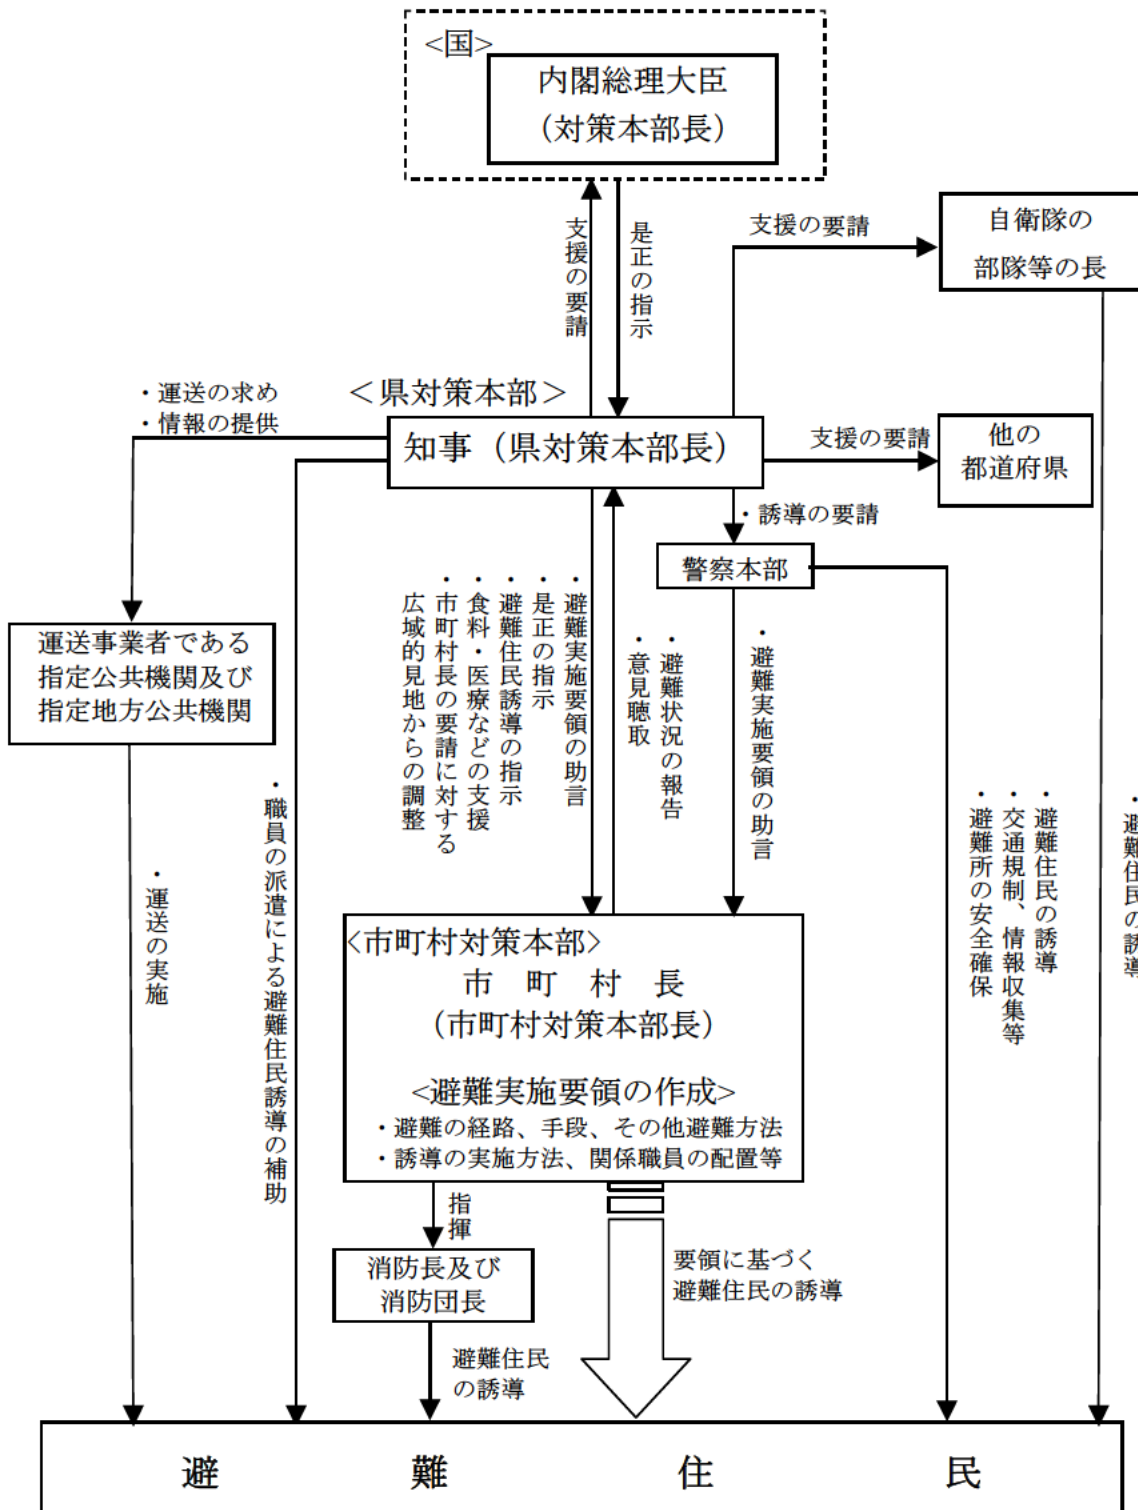 <国>
内閣総理大臣
（対策本部長）
支援の要請
是正の指示
支援の要請
自衛隊の
部隊等の長
・運送の求め
・情報の提供
＜県対策本部＞
知事（県対策本部長）
支援の要請
他の
都道府県
・誘導の要請
警察本部
運送事業者である
指定公共機関及び
指定地方公共機関
・避難実施要領の助言
・是正の指示
・避難住民誘導の指示
・食料・医療などの支援
・市町村長の要請に対する
広域的見地からの調整
・避難状況の報告
・意見聴取
・避難実施要領の助言
・避難住民の誘導
・交通規制、情報収集等
・避難所の安全確保
・避難住民の誘導
・運送の実施
・職員の派遣による避難住民誘導の補助
<市町村対策本部>
市　町　村　長
（市町村対策本部長）
<避難実施要領の作成>
・避難の経路、手段、その他避難方法
・誘導の実施方法、関係職員の配置等
指揮
消防長及び
消防団長
要領に基づく
避難住民の誘導
避難住民
の誘導
避　難　住　民